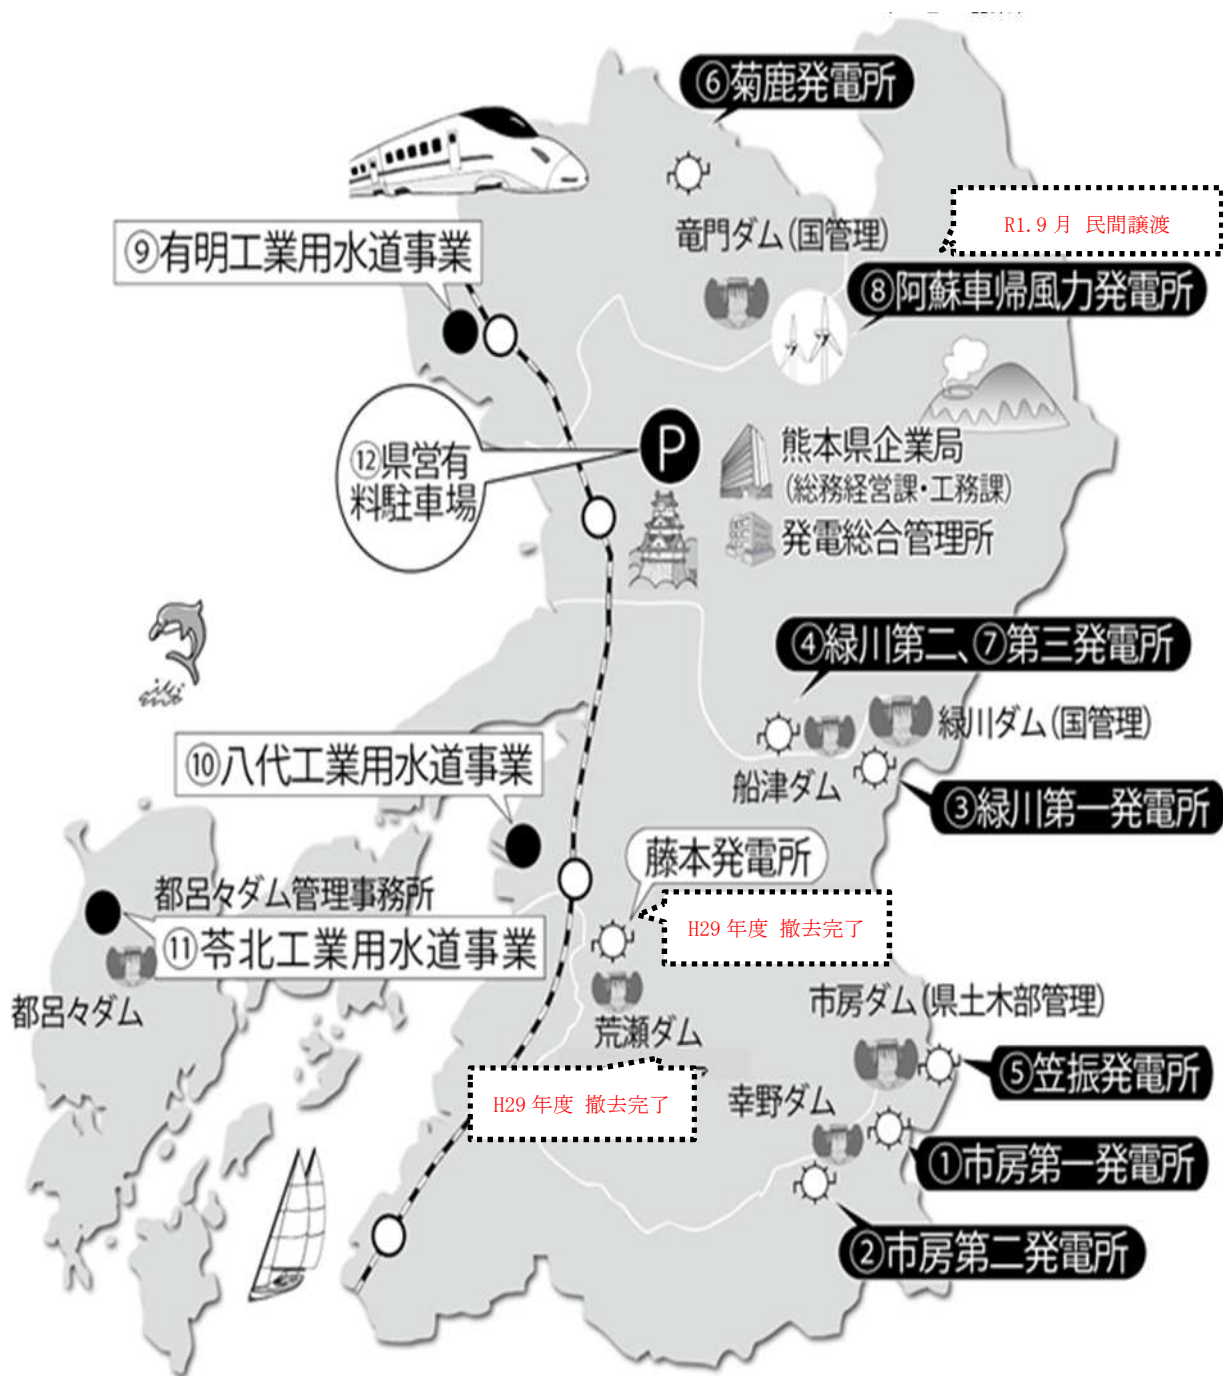 ⑥菊鹿発電所
R1.9月 民間譲渡
竜門ダム(国管理)
⑨有明工業用水道事業
⑧阿蘇車帰風力発電所
P
熊本県企業局
(総務経営課・工務課)
⑫県営有
料駐車場
発電総合管理所
④緑川第二、⑦第三発電所
緑川ダム(国管理)
⑩八代工業用水道事業
船津ダム
③緑川第一発電所
藤本発電所
都呂々ダム管理事務所
H29年度 撤去完了
⑪苓北工業用水道事業
都呂々ダム
市房ダム(県土木部管理)
荒瀬ダム
⑤笠振発電所
H29年度 撤去完了
幸野ダム
①市房第一発電所
②市房第二発電所